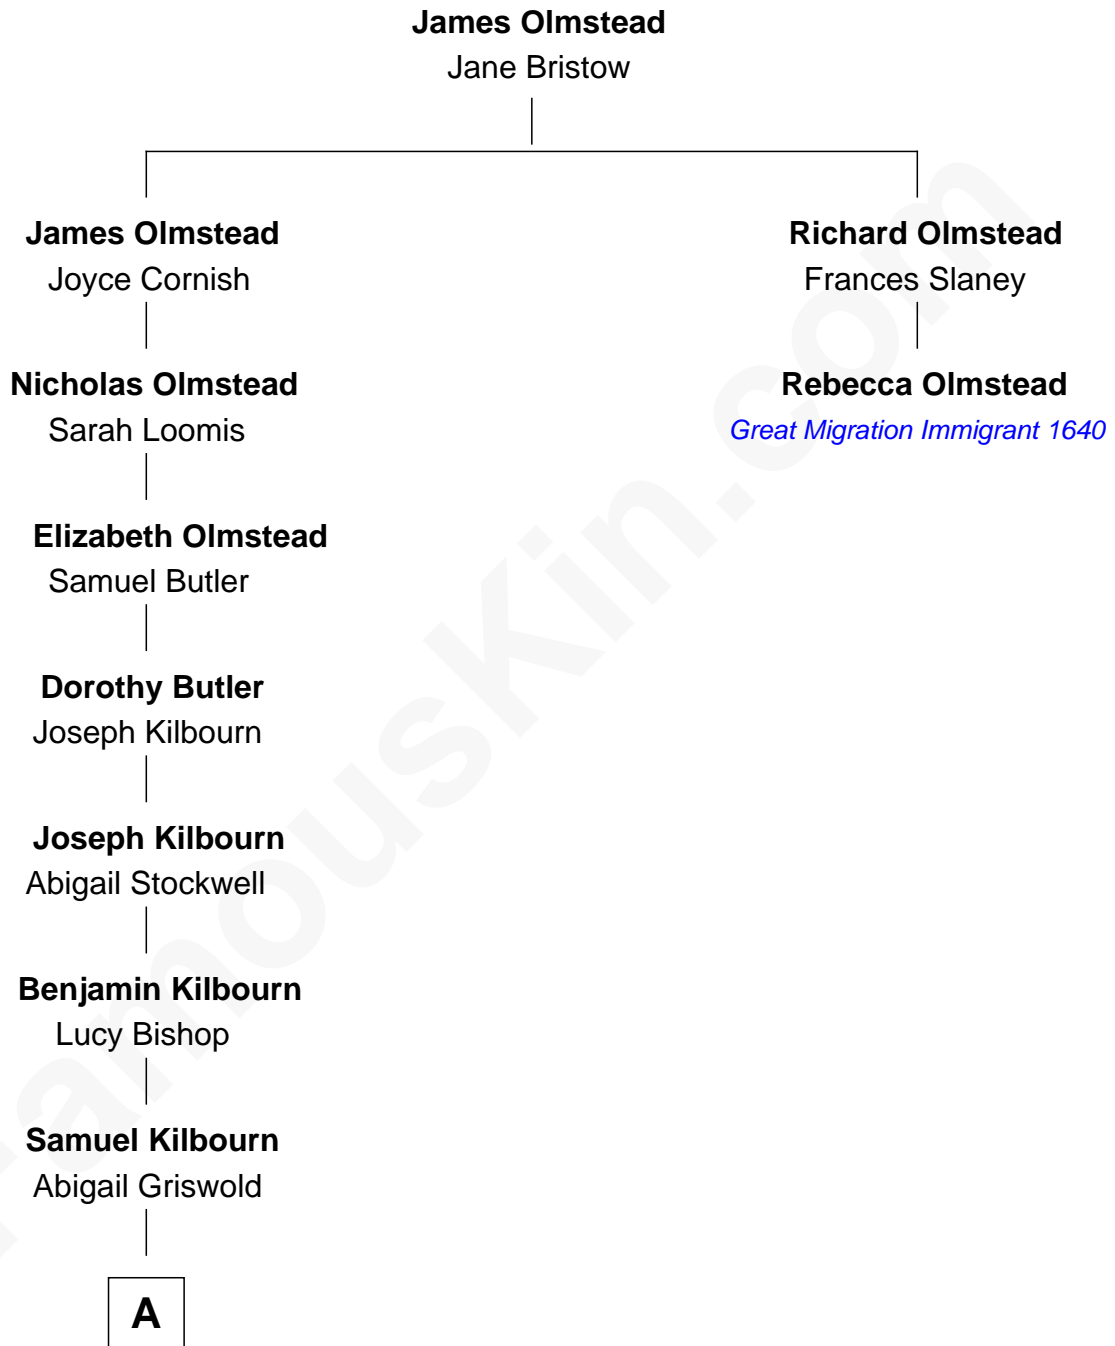 James Olmstead
Jane Bristow
James Olmstead
Joyce Cornish
Richard Olmstead
Frances Slaney
Nicholas Olmstead
Sarah Loomis
Rebecca Olmstead
Great Migration Immigrant 1640
Elizabeth Olmstead
Samuel Butler
Dorothy Butler
Joseph Kilbourn
Joseph Kilbourn
Abigail Stockwell
Benjamin Kilbourn
Lucy Bishop
Samuel Kilbourn
Abigail Griswold
A
FamousKin.com